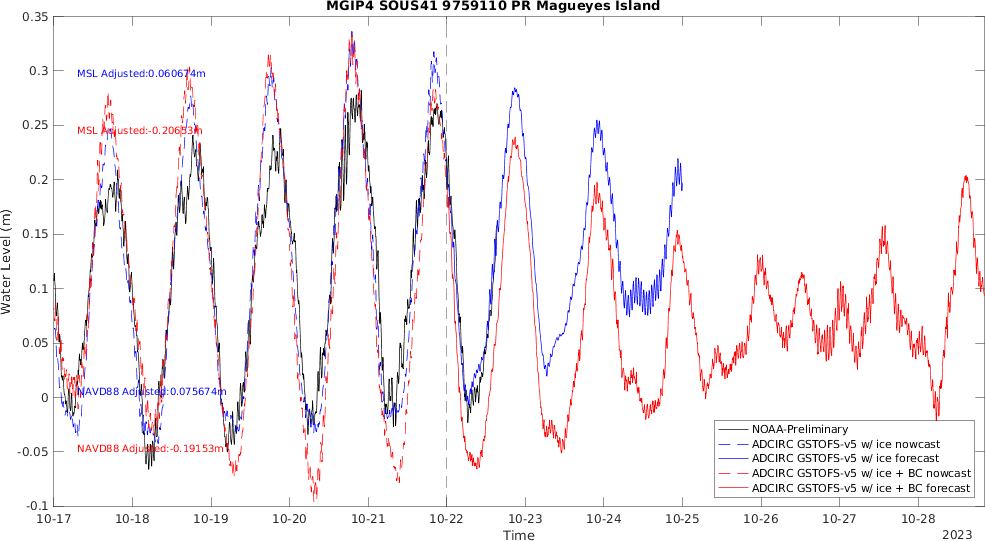 MGIP4 SOUS41 9759110 PR Magueyes Island
0.35
0.3
0.25
0.2
0.15
0.1
0.05
0
-0.05
-0.1
Water Level (m)
MSL Adjusted:0.060674m
MSL Adjusted:-0.20653m
NAVD88 Adjusted:0.075674m
NAVD88 Adjusted:-0.19153m
NOAA-Preliminary
ADCIRC GSTOFS-v5 w/ ice nowcast
ADCIRC GSTOFS-v5 w/ ice forecast
ADCIRC GSTOFS-v5 w/ ice + BC nowcast
ADCIRC GSTOFS-v5 w/ ice + BC forecast
10-17 10-18 10-19 10-20 10-21 10-22 10-23 10-24 10-25 10-26 10-27 10-28
Time
2023